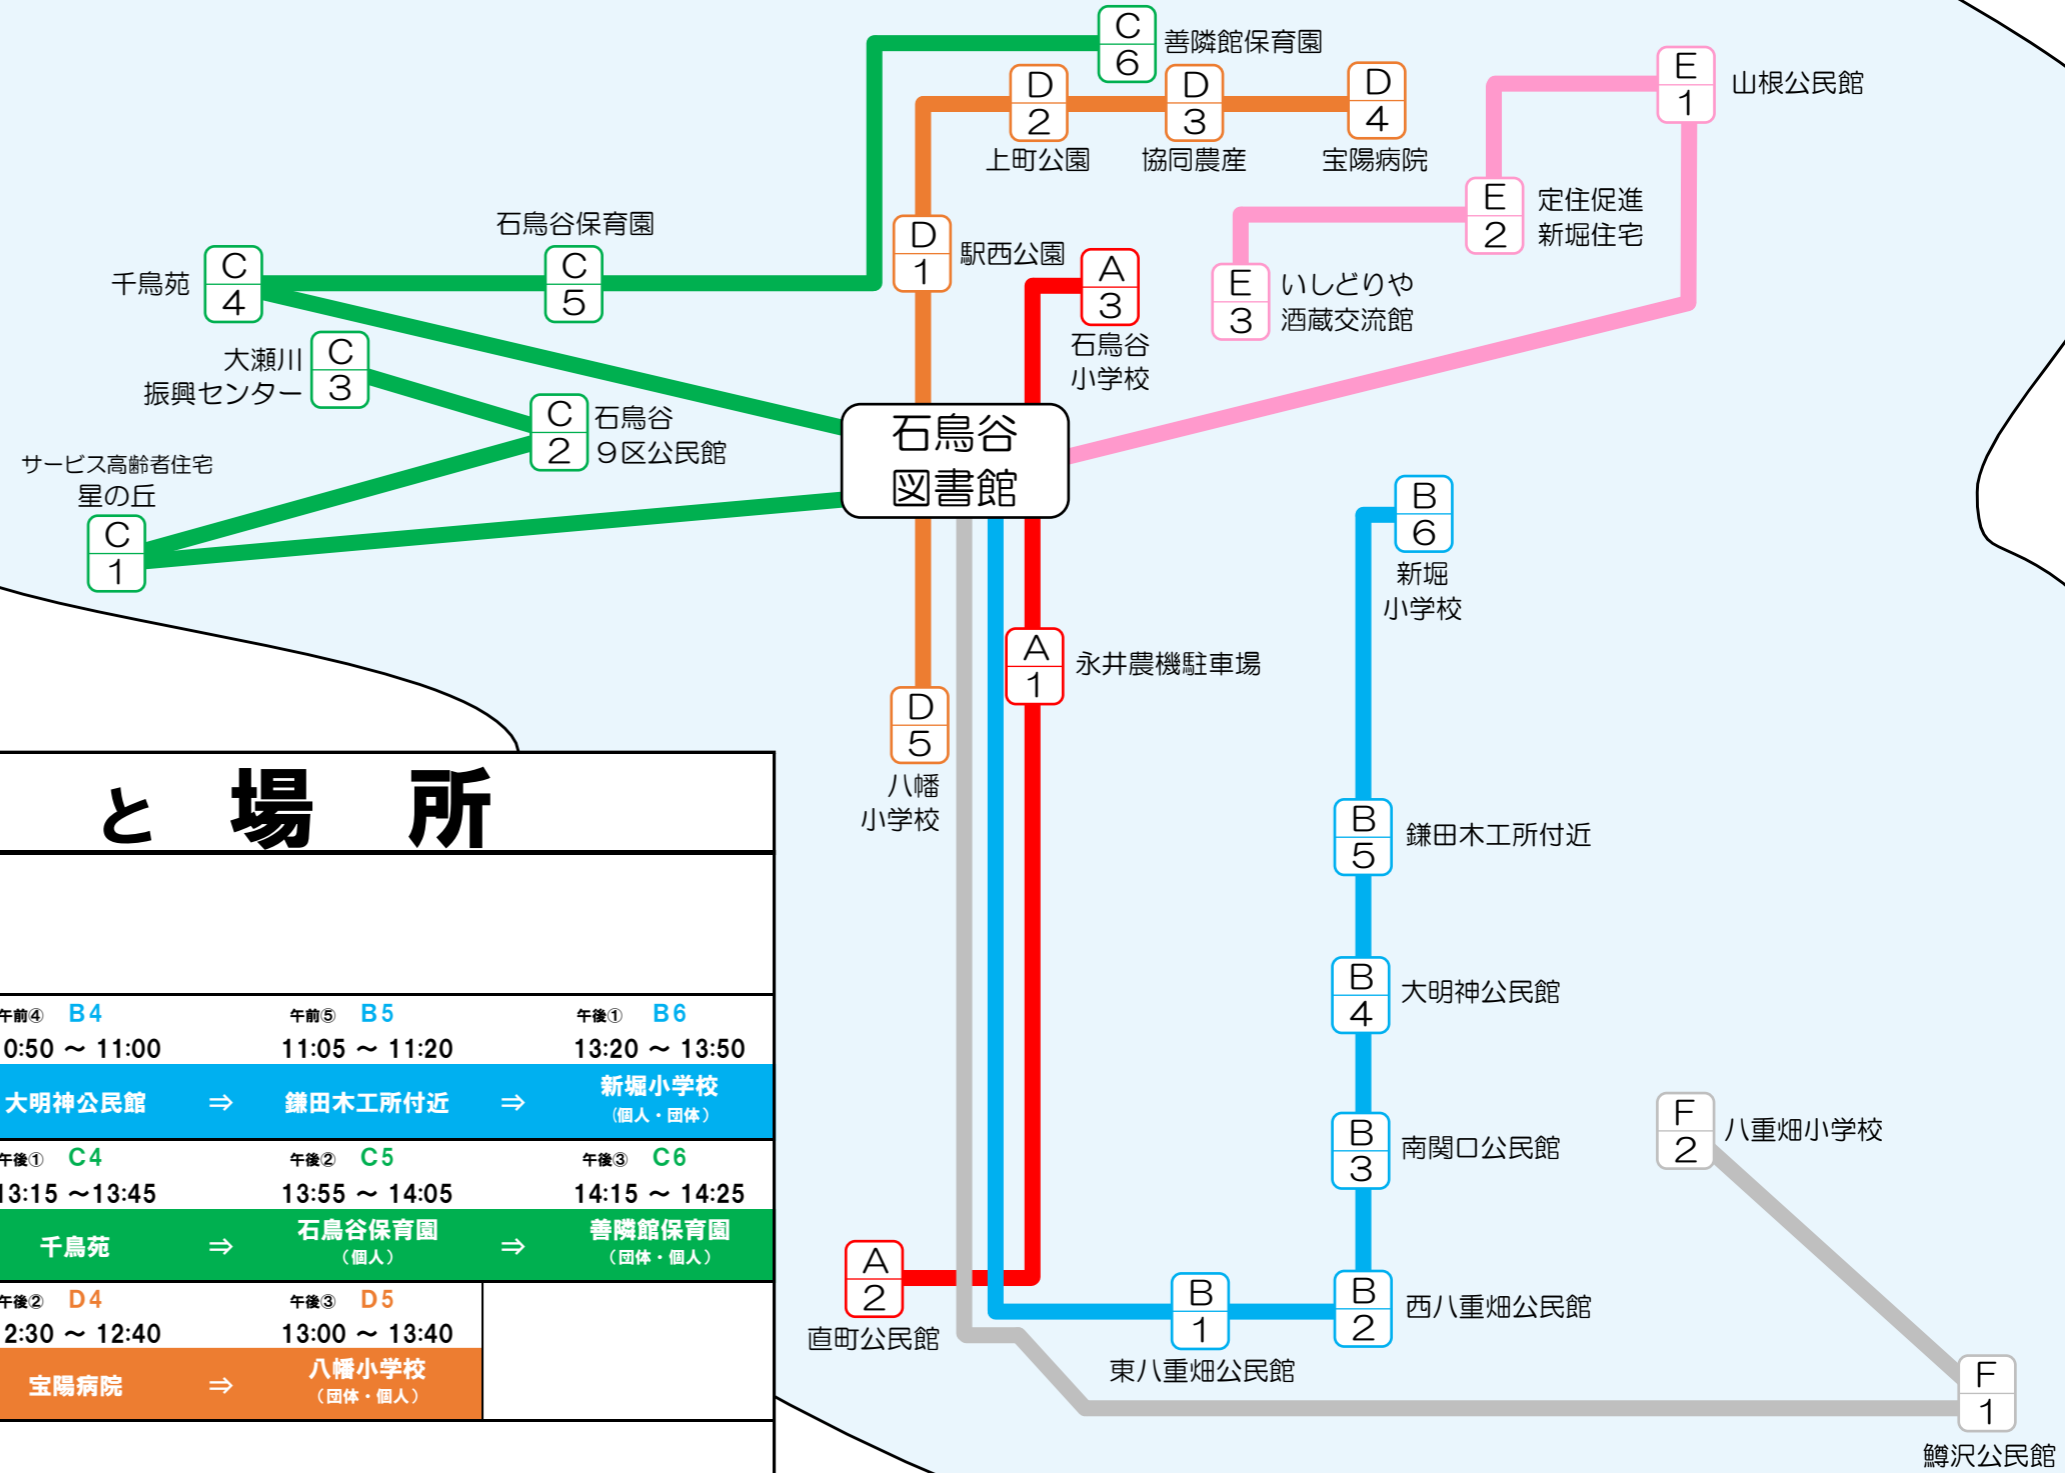 C
6
善隣館保育園
D
2
上町公園
D
3
協同農産
D
4
宝陽病院
E
1
山根公民館
E
2
定住促進
新堀住宅
E
3
いしどりや
酒蔵交流館
D
1
駅西公園
A
3
石鳥谷
小学校
石鳥谷保育園
C
5
千鳥苑
C
4
大瀬川
振興センター
C
3
C
2
石鳥谷
9区公民館
サービス高齢者住宅
星の丘
C
1
石鳥谷
図書館
B
6
新堀
小学校
A
1
永井農機駐車場
D
5
八幡
小学校
B
5
鎌田木工所付近
B
4
大明神公民館
B
3
南関口公民館
F
2
八重畑小学校
A
2
直町公民館
B
1
東八重畑公民館
B
2
西八重畑公民館
F
1
鱒沢公民館
と 場 所
午前④ B4 午前⑤ B5 午後① B6
0:50 ～ 11:00 11:05 ～ 11:20 13:20 ～ 13:50
大明神公民館 ⇒ 鎌田木工所付近 ⇒ 新堀小学校
（個人・団体）
午後① C4 午後② C5 午後③ C6
13:15 ～13:45 13:55 ～ 14:05 14:15 ～ 14:25
千鳥苑 ⇒ 石鳥谷保育園 ⇒ 善隣館保育園
（個人） （団体・個人）
午後② D4 午後③ D5
2:30 ～ 12:40 13:00 ～ 13:40
宝陽病院 ⇒ 八幡小学校
（団体・個人）